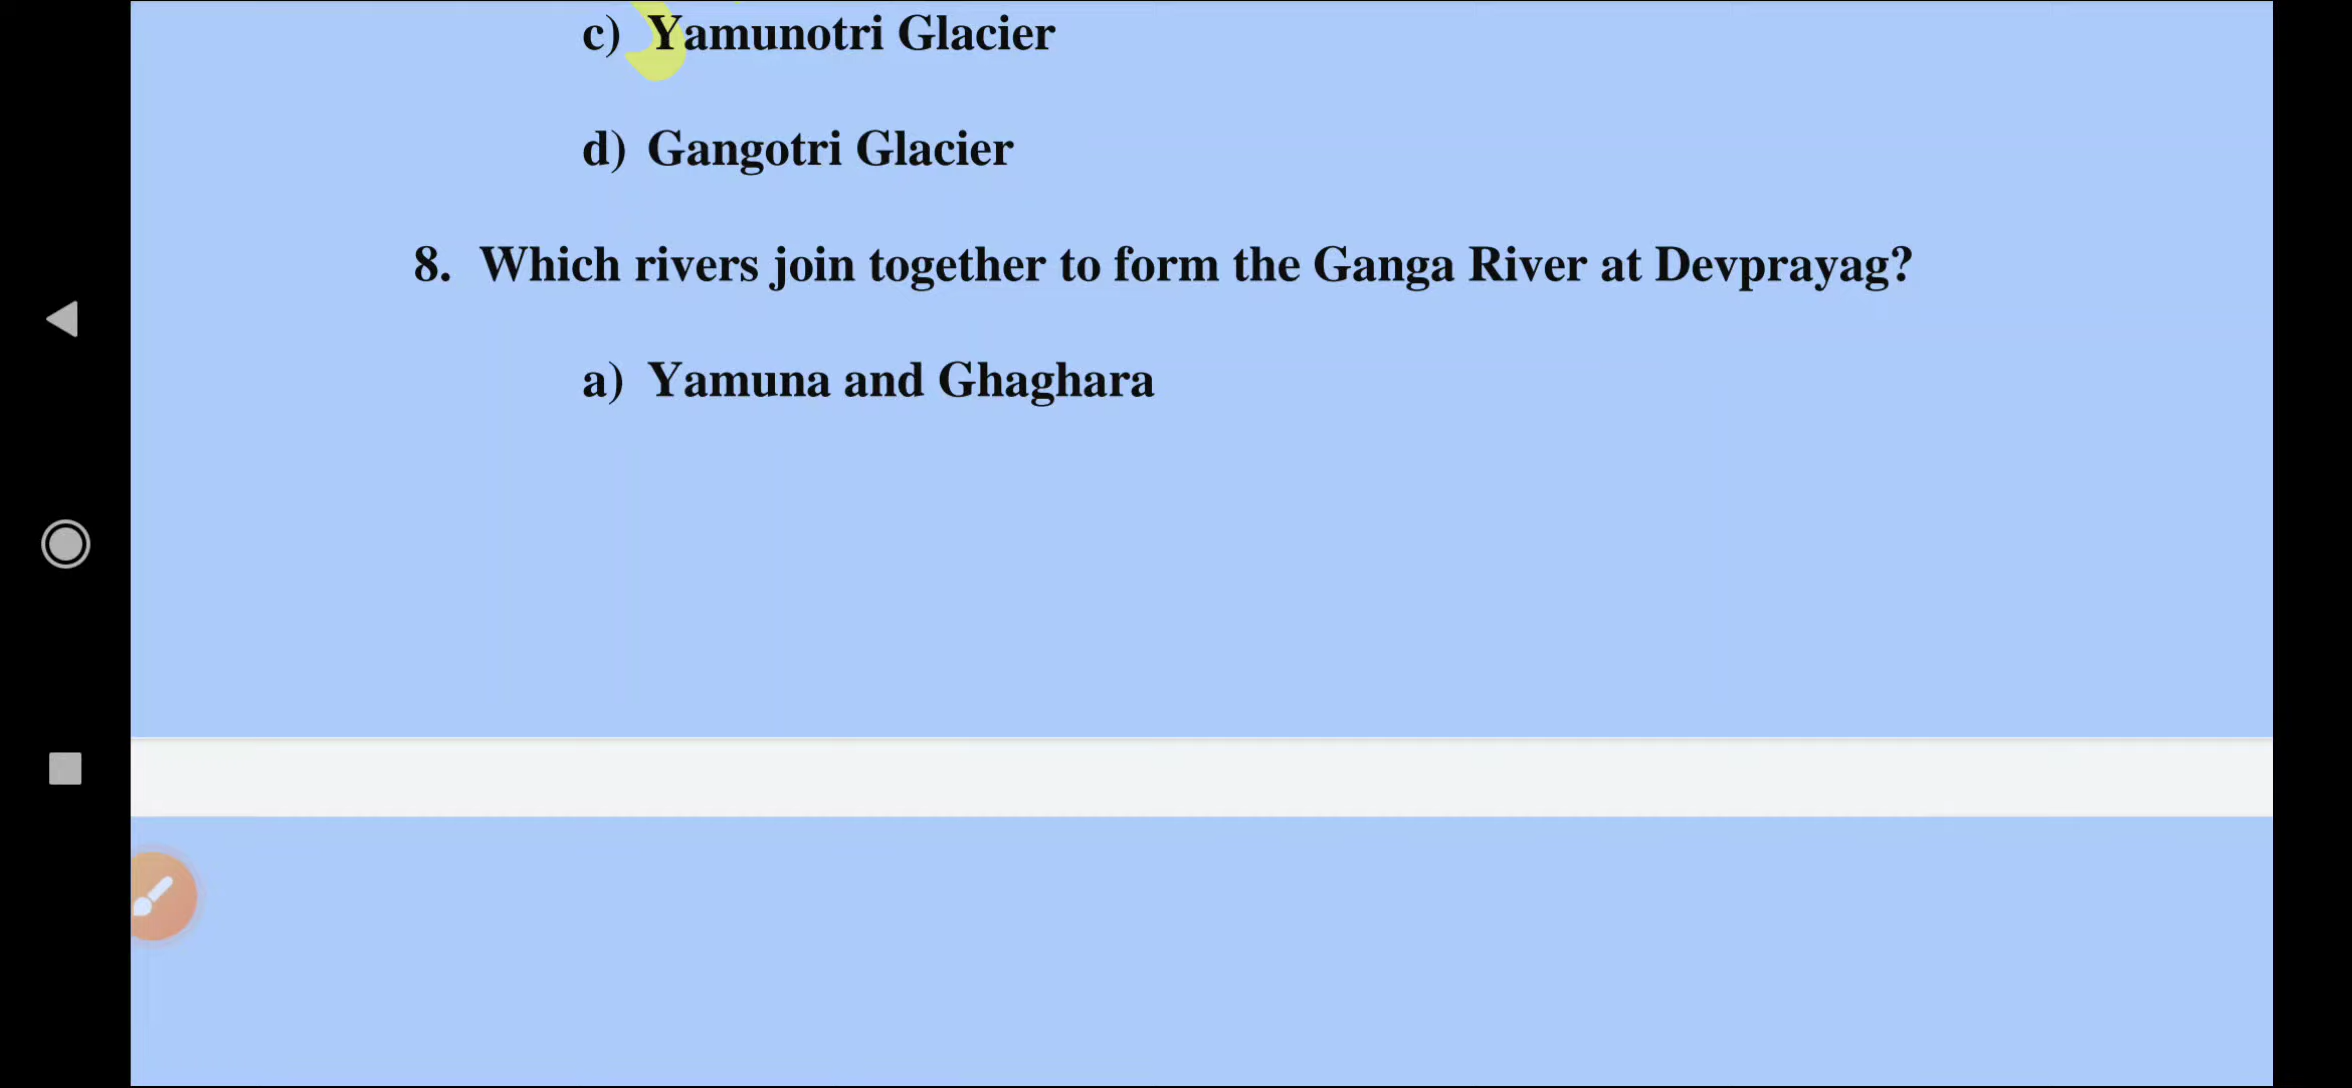 c) Yamunotri Glacier
d) Gangotri Glacier
8. Which rivers join together to form the Ganga River at Devprayag?
a) Yamuna and Ghaghara